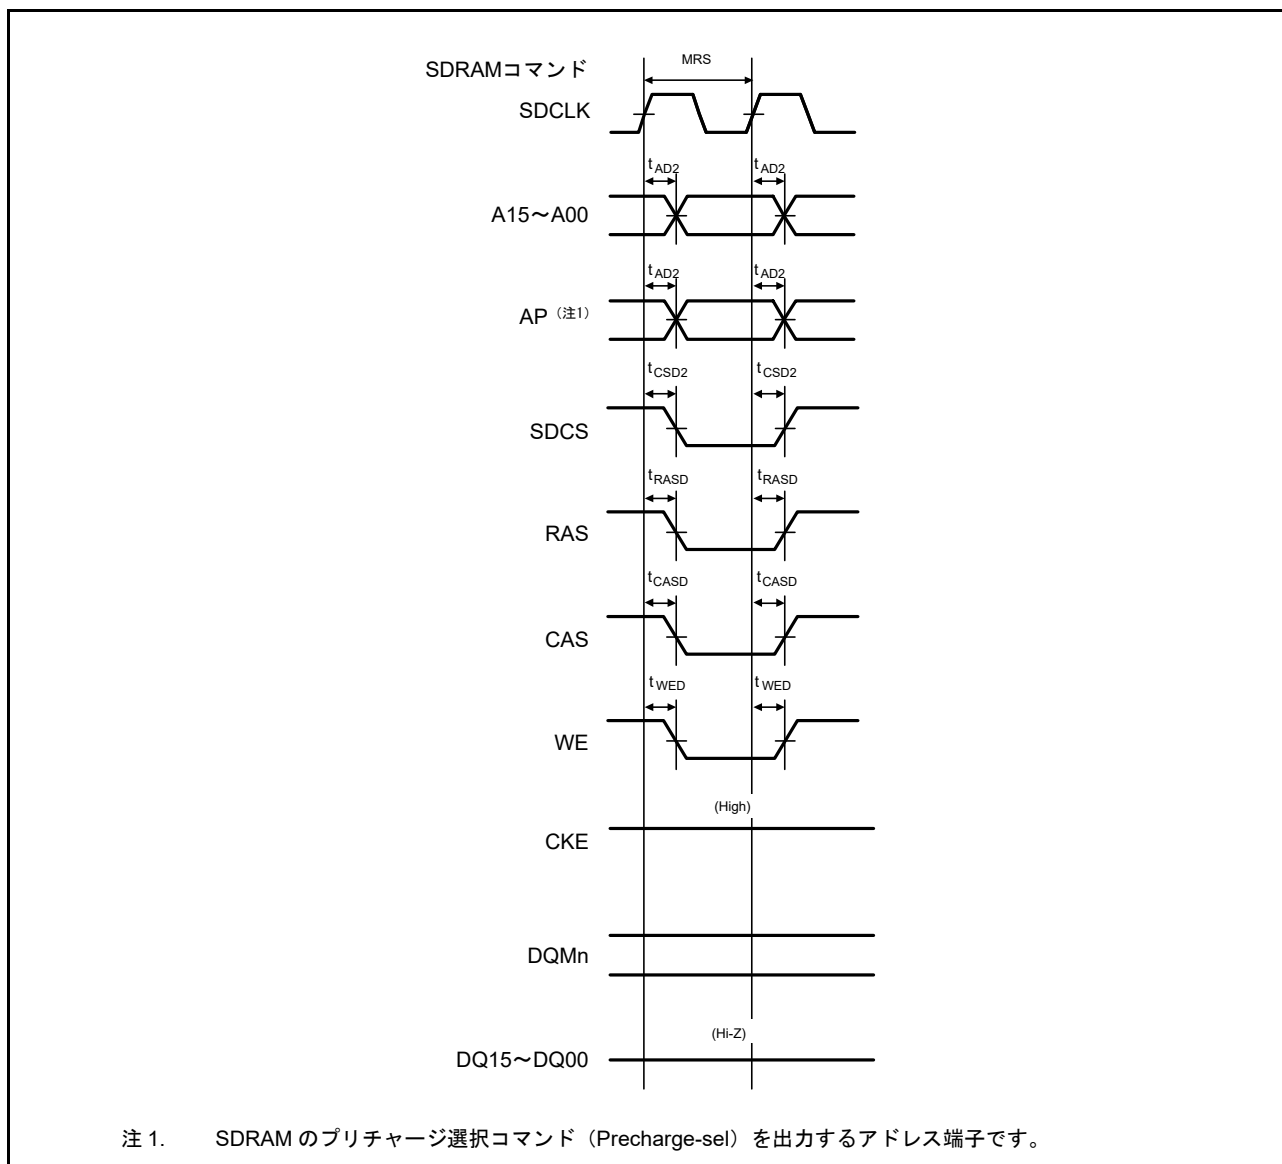 MRS
SDRAMコマンド
SDCLK
tAD2 tAD2
A15～A00
tAD2 tAD2
AP（注1）
tCSD2 tCSD2
SDCS
tRASD tRASD
RAS
tCASD tCASD
CAS
tWED tWED
WE
(High)
CKE
DQMn
(Hi-Z)
DQ15～DQ00
注 1. SDRAM のプリチャージ選択コマンド（Precharge-sel）を出力するアドレス端子です。